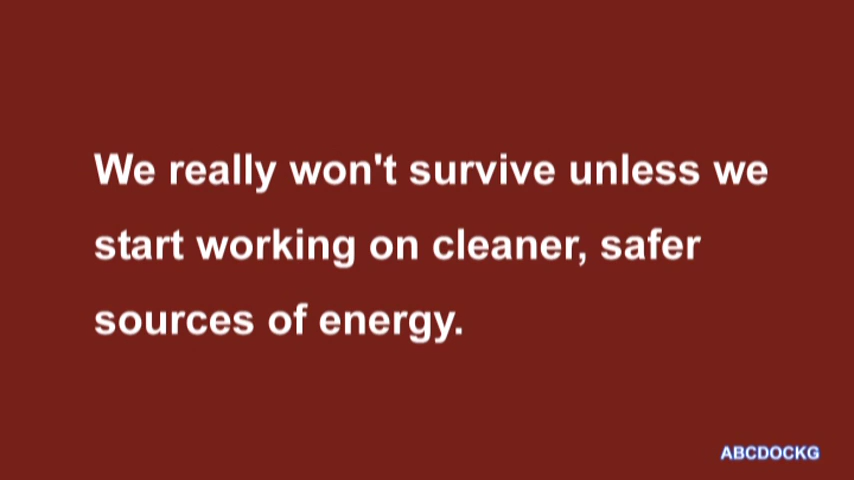 We really won't survive unless we
start working on cleaner, safer
sources of energy.
ABCDOCKG